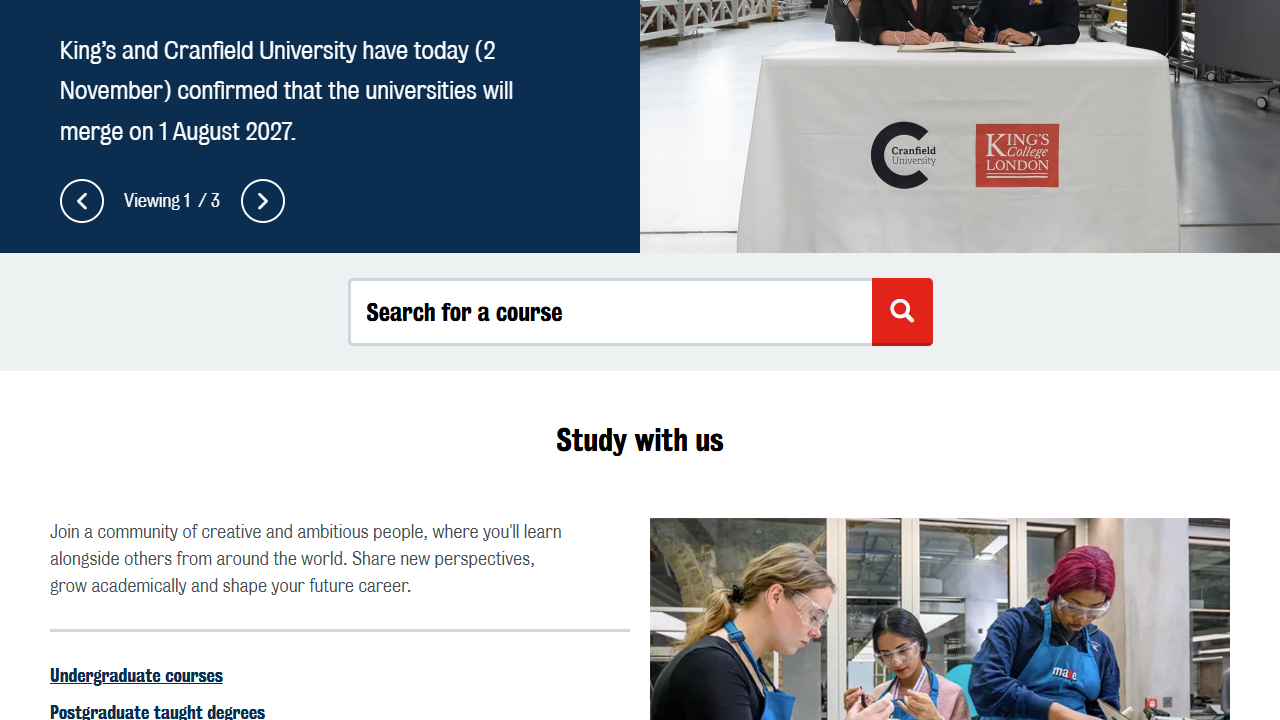 King’s and Cranfield University have today (2
November) confirmed that the universities will
merge on 1 August 2027.
Viewing 1 / 3
Cranfield
University
KING'S
College
LONDON
Search for a course
Study with us
Join a community of creative and ambitious people, where you'll learn
alongside others from around the world. Share new perspectives,
grow academically and shape your future career.
Undergraduate courses
Postgraduate taught degrees
make